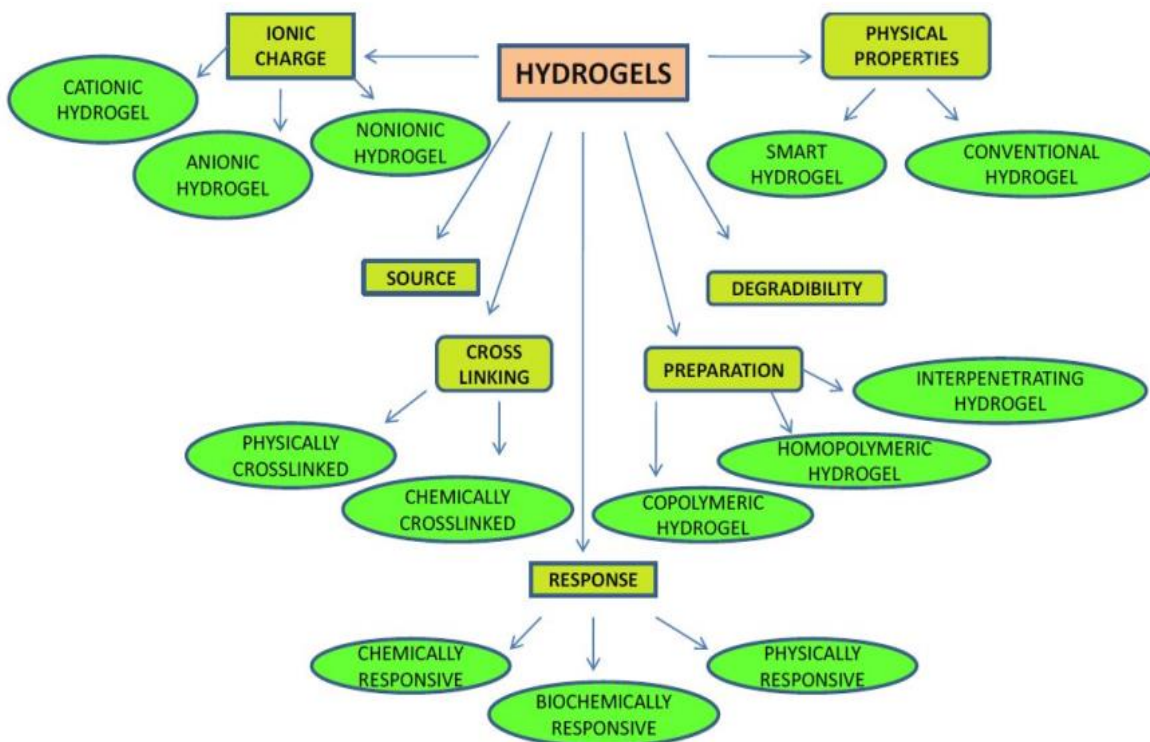 IONIC
CHARGE
HYDROGELS
PHYSICAL
PROPERTIES
CATIONIC
HYDROGEL
ANIONIC
HYDROGEL
NONIONIC
HYDROGEL
SMART
HYDROGEL
CONVENTIONAL
HYDROGEL
SOURCE
DEGRADIBILITY
CROSS
LINKING
PREPARATION
PHYSICALLY
CROSSLINKED
CHEMICALLY
CROSSLINKED
COPOLYMERIC
HYDROGEL
HOMOPOLYMERIC
HYDROGEL
INTERPENETRATING
HYDROGEL
RESPONSE
CHEMICALLY
RESPONSIVE
BIOCHEMICALLY
RESPONSIVE
PHYSICALLY
RESPONSIVE